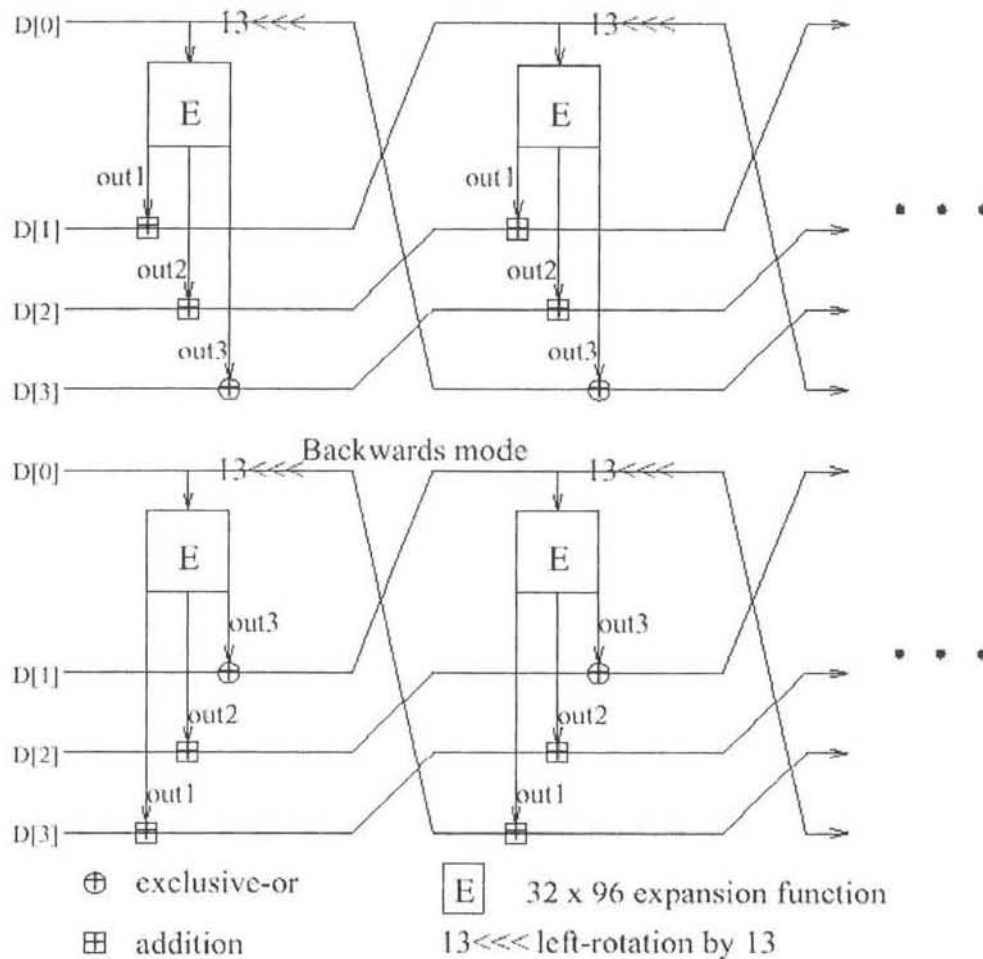 D[0] 13<<< 13<<<
E E
out1 out1
D[1]
out2 out2
D[2]
out3 out3
D[3]
Backwards mode
D[0] 13<<< 13<<<
E E
out3 out3
D[1]
out2 out2
D[2]
out1 out1
D[3]
exclusive-or E 32 x 96 expansion function
addition 13<<< left-rotation by 13